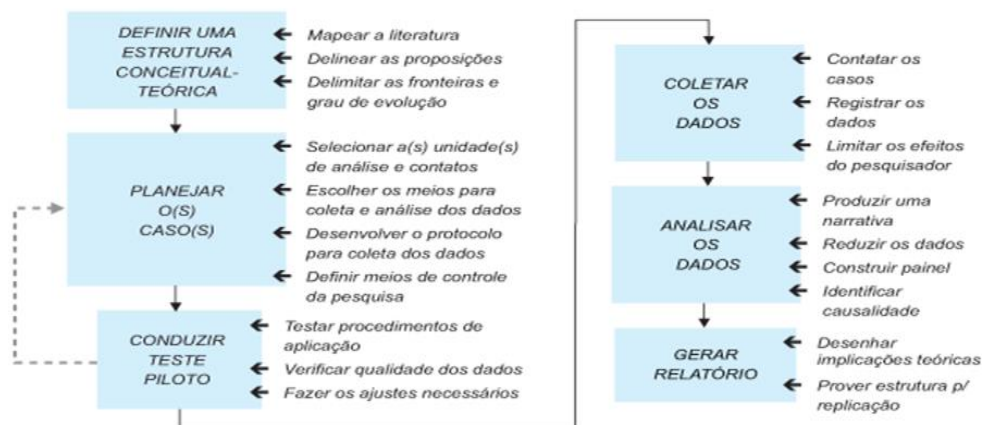 DEFINIR UMA
ESTRUTURA
CONCEITUAL-
TEÓRICA
Mapear a literatura
Delinear as proposições
Delimitar as fronteiras e
grau de evolução
PLANEJAR
O(S)
CASO(S)
Selecionar a(s) unidade(s)
de análise e contatos
Escolher os meios para
coleta e análise dos dados
Desenvolver o protocolo
para coleta dos dados
Definir meios de controle
da pesquisa
CONDUZIR
TESTE
PILOTO
Testar procedimentos de
aplicação
Verificar qualidade dos dados
Fazer os ajustes necessários
COLETAR
OS
DADOS
Contatar os
casos
Registrar os
dados
Limitar os efeitos
do pesquisador
ANALISAR
OS
DADOS
Produzir uma
narrativa
Reduzir os dados
Construir painel
Identificar
causalidade
GERAR
RELATÓRIO
Desenhar
implicações teóricas
Prover estrutura p/
replicação